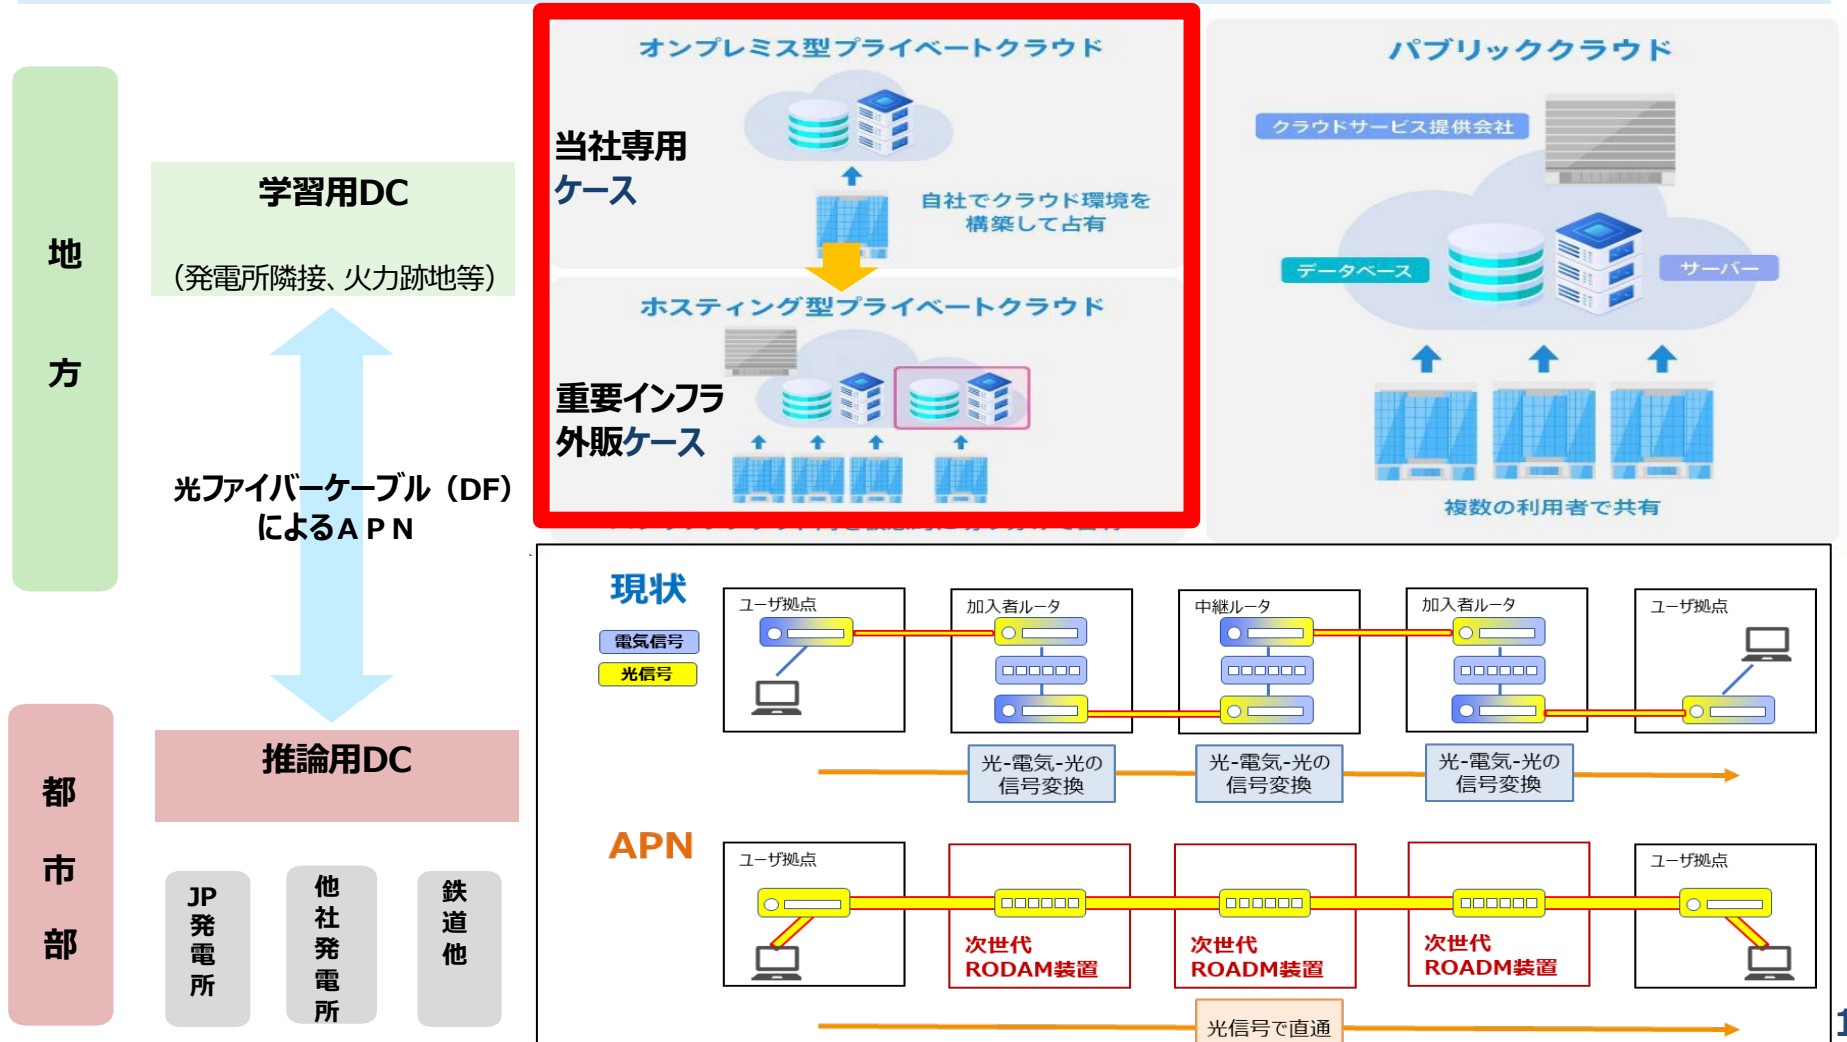 地
方
学習用DC
（発電所隣接、火力跡地等）
光ファイバーケーブル（DF）
によるＡＰＮ
都
市
部
推論用DC
JP
発
電
所
他
社
発
電
所
鉄
道
他
オンプレミス型プライベートクラウド
当社専用
ケース
自社でクラウド環境を
構築して占有
ホスティング型プライベートクラウド
重要インフラ
外販ケース
パブリッククラウド
クラウドサービス提供会社
データベース
サーバー
複数の利用者で共有
現状
電気信号
光信号
ユーザ拠点
加入者ルータ
中継ルータ
加入者ルータ
ユーザ拠点
光-電気-光の
信号変換
光-電気-光の
信号変換
光-電気-光の
信号変換
APN
ユーザ拠点
次世代
RODAM装置
次世代
ROADM装置
次世代
ROADM装置
ユーザ拠点
光信号で直通
1